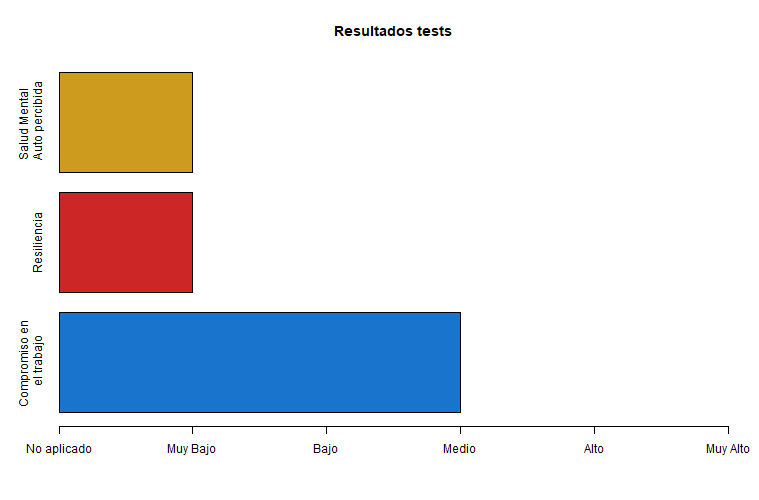 Resultados tests
Salud Mental
Auto percibida
Resiliencia
Compromiso en
el trabajo
No aplicado
Muy Bajo
Bajo
Medio
Alto
Muy Alto